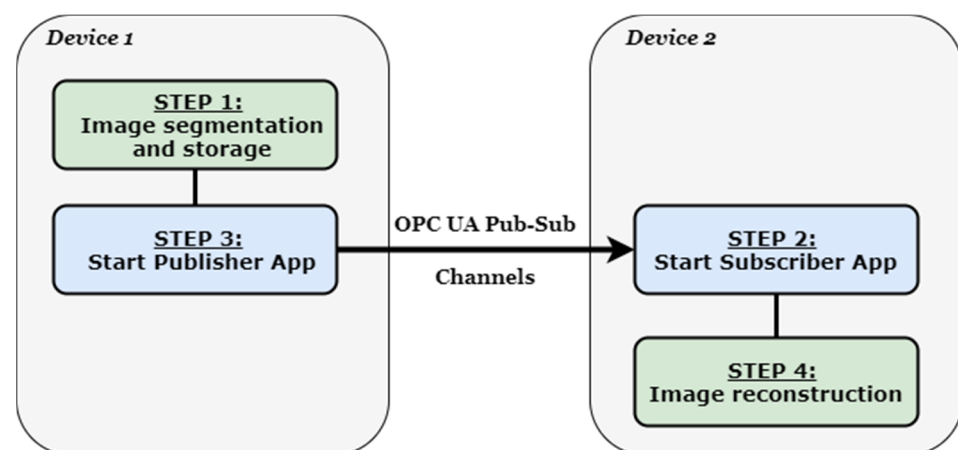 Device 1
STEP 1:
Image segmentation
and storage
STEP 3:
Start Publisher App
OPC UA Pub-Sub
Channels
Device 2
STEP 2:
Start Subscriber App
STEP 4:
Image reconstruction